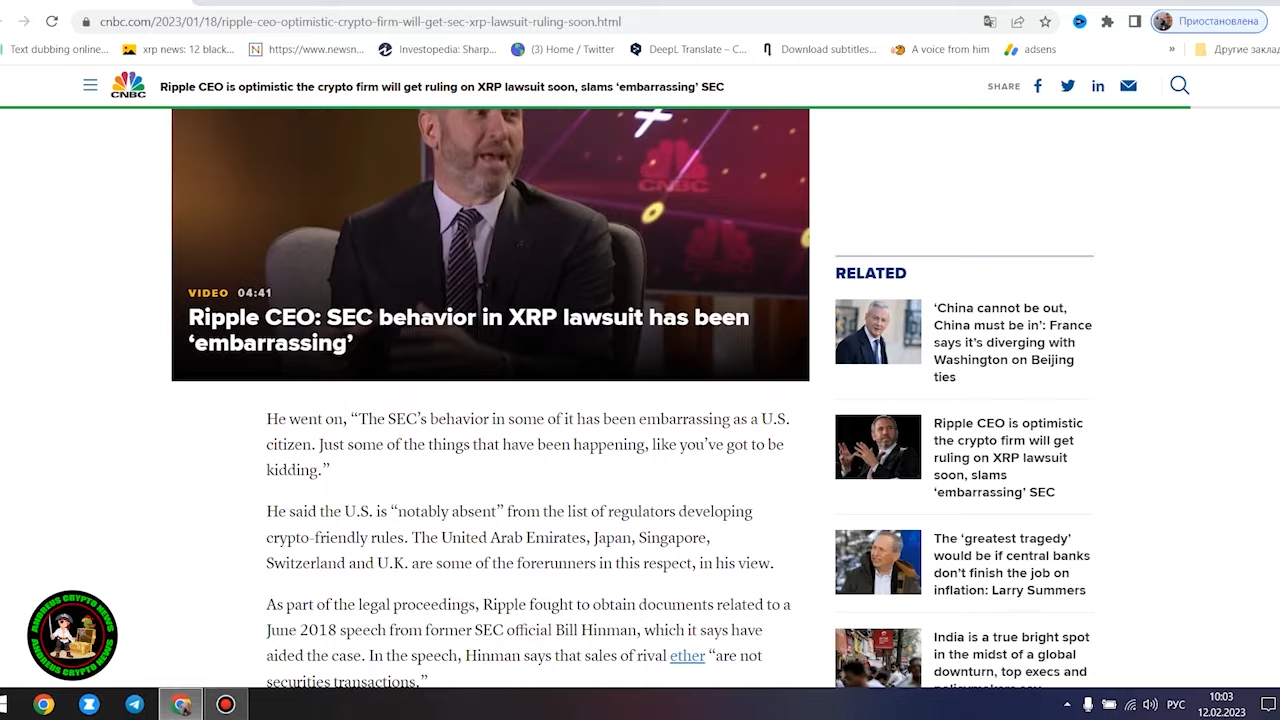 cnbc.com/2023/01/18/ripple-ceo-optimistic-crypto-firm-will-get-sec-xrp-lawsuit-ruling-soon.html
Приостановлена
Text dubbing online...
xrp news: 12 black...
https://www.newsn...
Investopedia: Sharp...
(3) Home / Twitter
DeepL Translate – C...
Download subtitles...
A voice from him
adsens
»
Другие закла
CNBC
Ripple CEO is optimistic the crypto firm will get ruling on XRP lawsuit soon, slams ‘embarrassing’ SEC
SHARE
CNBC
VIDEO 04:41
Ripple CEO: SEC behavior in XRP lawsuit has been
‘embarrassing’
He went on, “The SEC’s behavior in some of it has been embarrassing as a U.S.
citizen. Just some of the things that have been happening, like you’ve got to be
kidding.”
He said the U.S. is “notably absent” from the list of regulators developing
crypto-friendly rules. The United Arab Emirates, Japan, Singapore,
Switzerland and U.K. are some of the forerunners in this respect, in his view.
As part of the legal proceedings, Ripple fought to obtain documents related to a
June 2018 speech from former SEC official Bill Hinman, which it says have
aided the case. In the speech, Hinman says that sales of rival ether “are not
securities transactions.”
RELATED
‘China cannot be out,
China must be in’: France
says it’s diverging with
Washington on Beijing
ties
Ripple CEO is optimistic
the crypto firm will get
ruling on XRP lawsuit
soon, slams
‘embarrassing’ SEC
The ‘greatest tragedy’
would be if central banks
don’t finish the job on
inflation: Larry Summers
India is a true bright spot
in the midst of a global
downturn, top execs and
ANDREUS CRYPTO NEWS
ANDREUS CRYPTO NEWS
РУС
10:03
12.02.2023